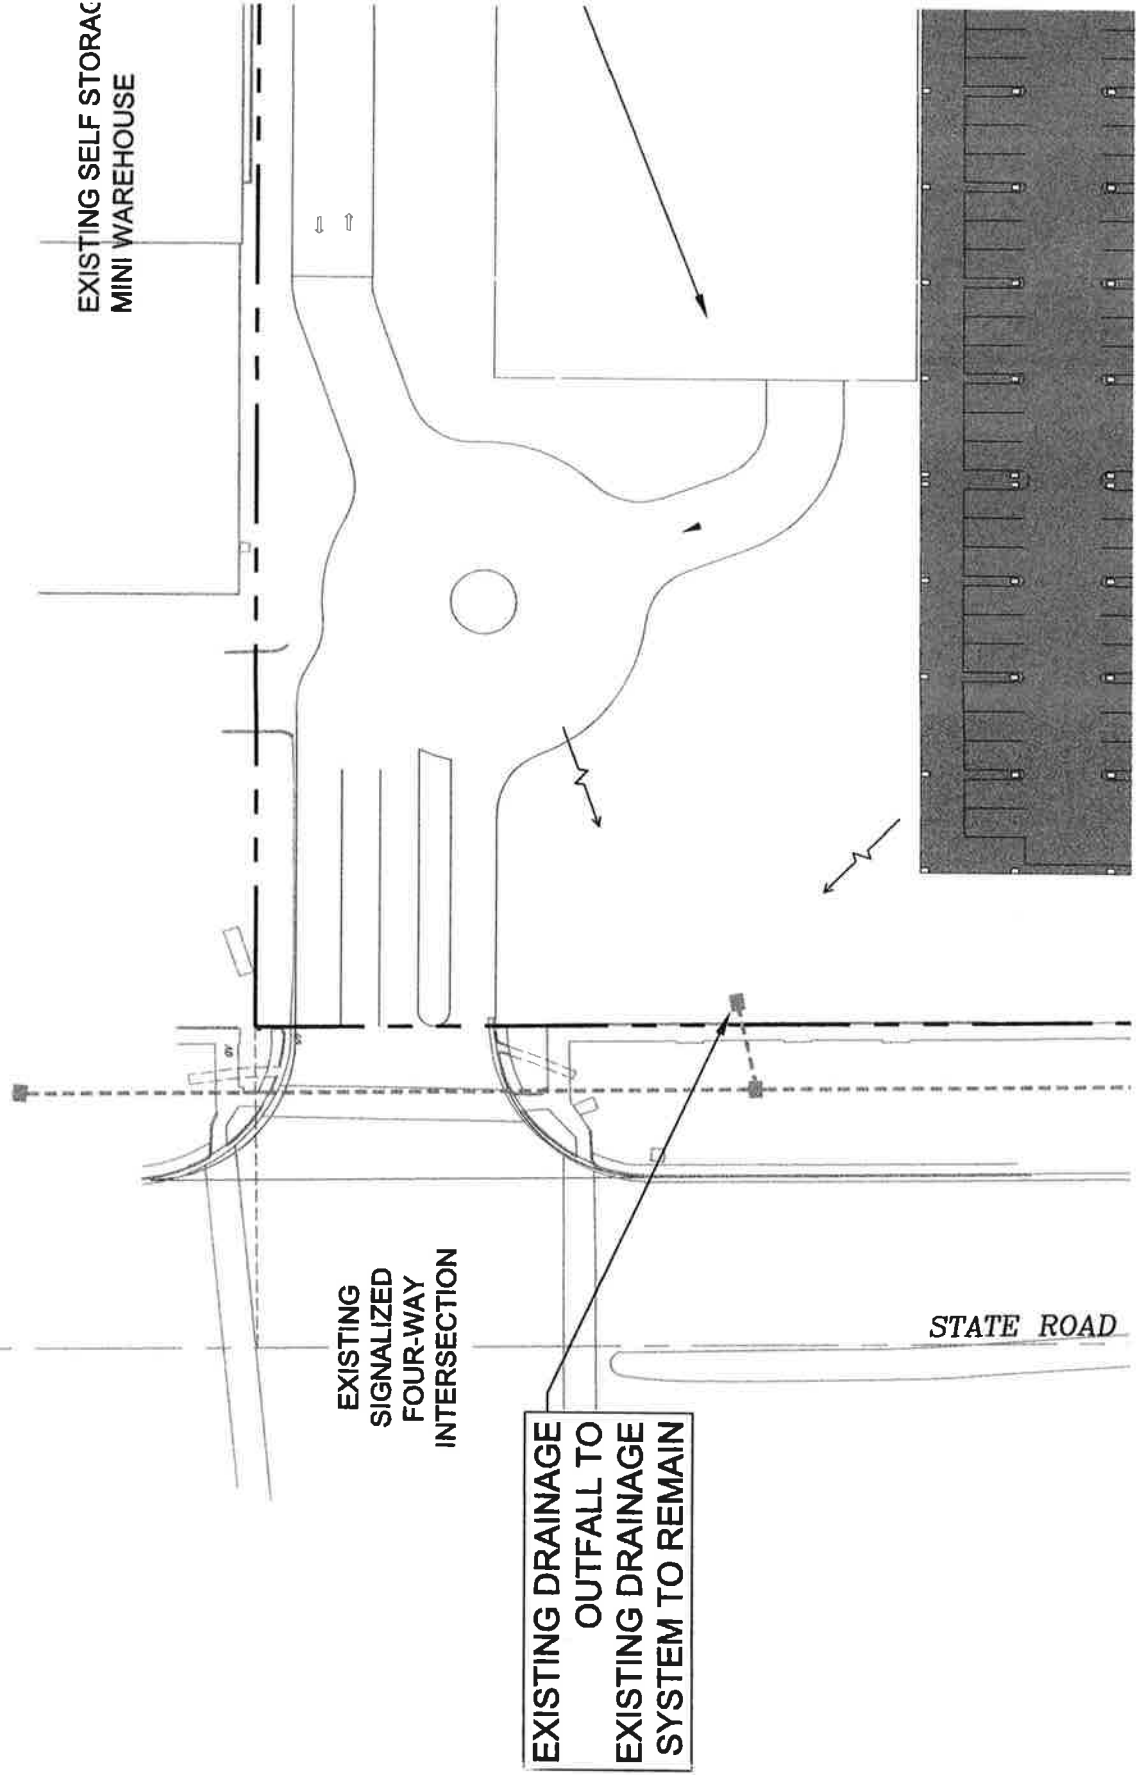 EXISTING SELF STORAG
MINI WAREHOUSE
EXISTING
SIGNALIZED
FOUR-WAY
INTERSECTION
STATE ROAD
EXISTING DRAINAGE
OUTFALL TO
EXISTING DRAINAGE
SYSTEM TO REMAIN